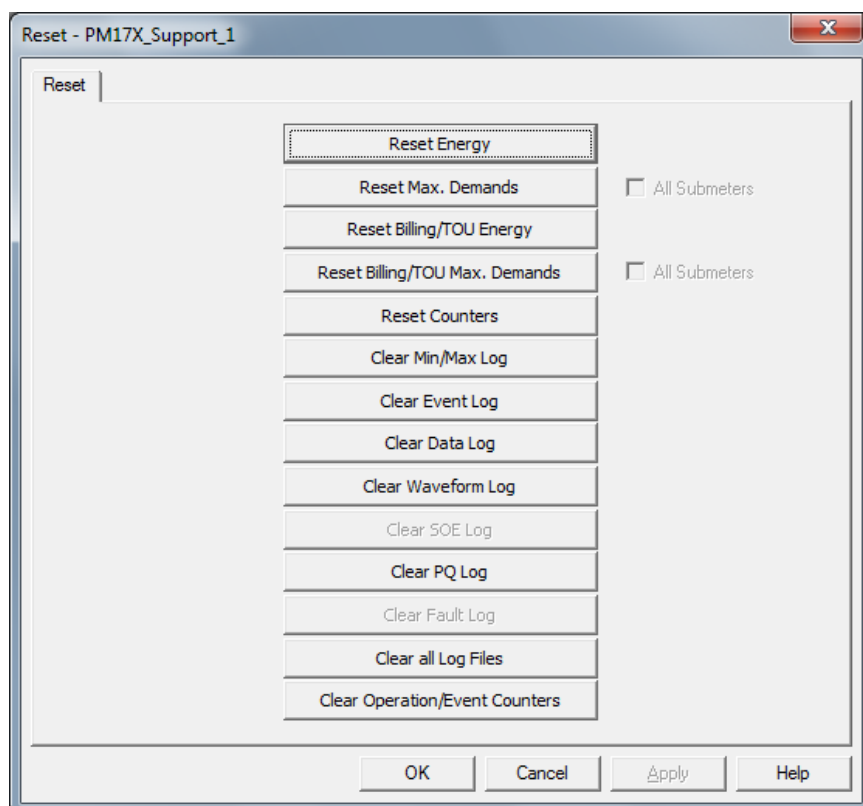 Reset - PM17X_Support_1
Reset
Reset Energy
Reset Max. Demands
All Submeters
Reset Billing/TOU Energy
Reset Billing/TOU Max. Demands
All Submeters
Reset Counters
Clear Min/Max Log
Clear Event Log
Clear Data Log
Clear Waveform Log
Clear SOE Log
Clear PQ Log
Clear Fault Log
Clear all Log Files
Clear Operation/Event Counters
OK
Cancel
Apply
Help